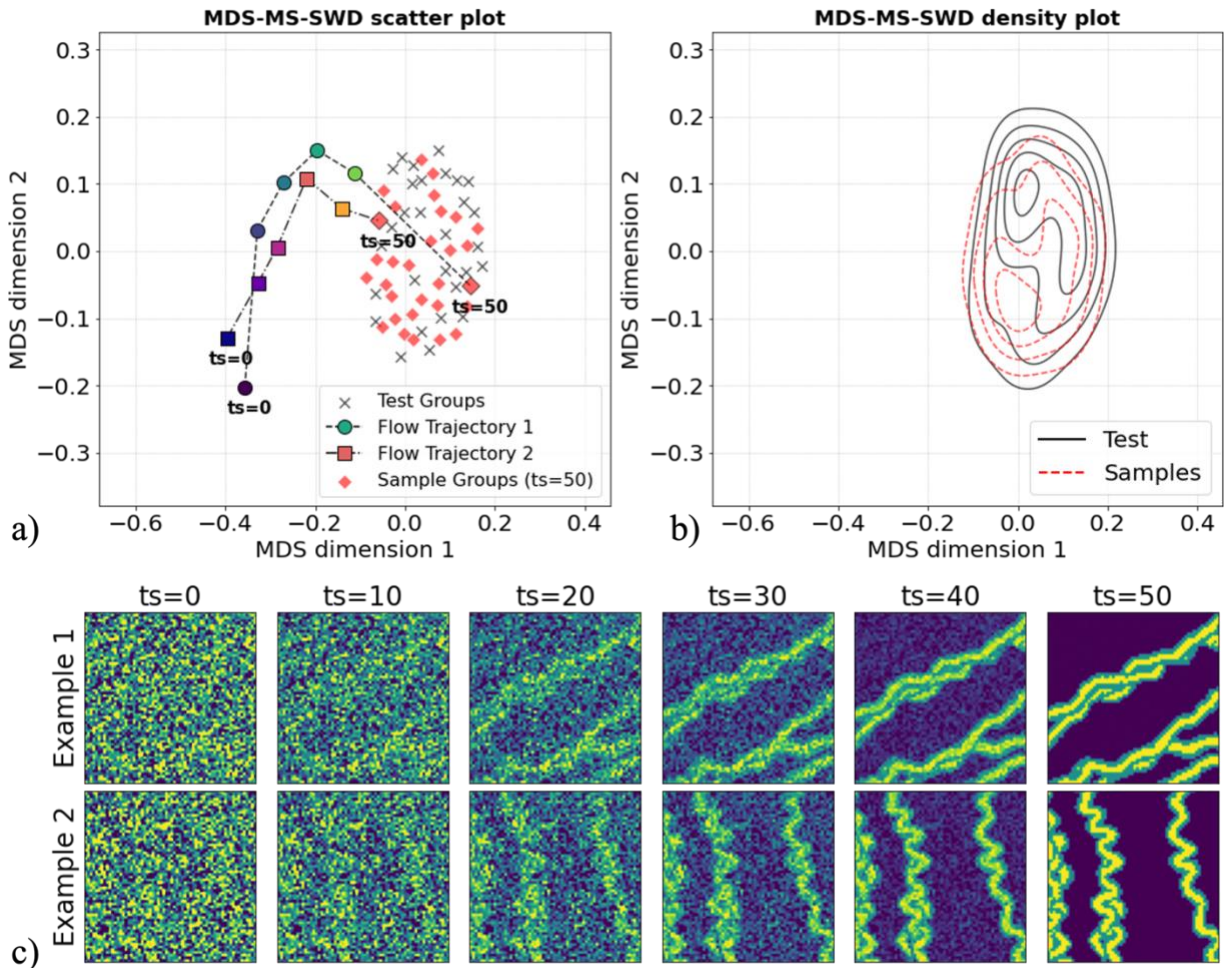 MDS-MS-SWD scatter plot
0.3
0.2
0.1
0.0
−0.1
−0.2
−0.3
MDS dimension 2
ts=50
ts=50
ts=0
ts=0
Test Groups
Flow Trajectory 1
Flow Trajectory 2
Sample Groups (ts=50)
−0.6 −0.4 −0.2 0.0 0.2 0.4
MDS dimension 1
a)
MDS-MS-SWD density plot
0.3
0.2
0.1
0.0
−0.1
−0.2
−0.3
MDS dimension 2
Test
Samples
−0.6 −0.4 −0.2 0.0 0.2 0.4
MDS dimension 1
b)
ts=0 ts=10 ts=20 ts=30 ts=40 ts=50
Example 1
Example 2
c)